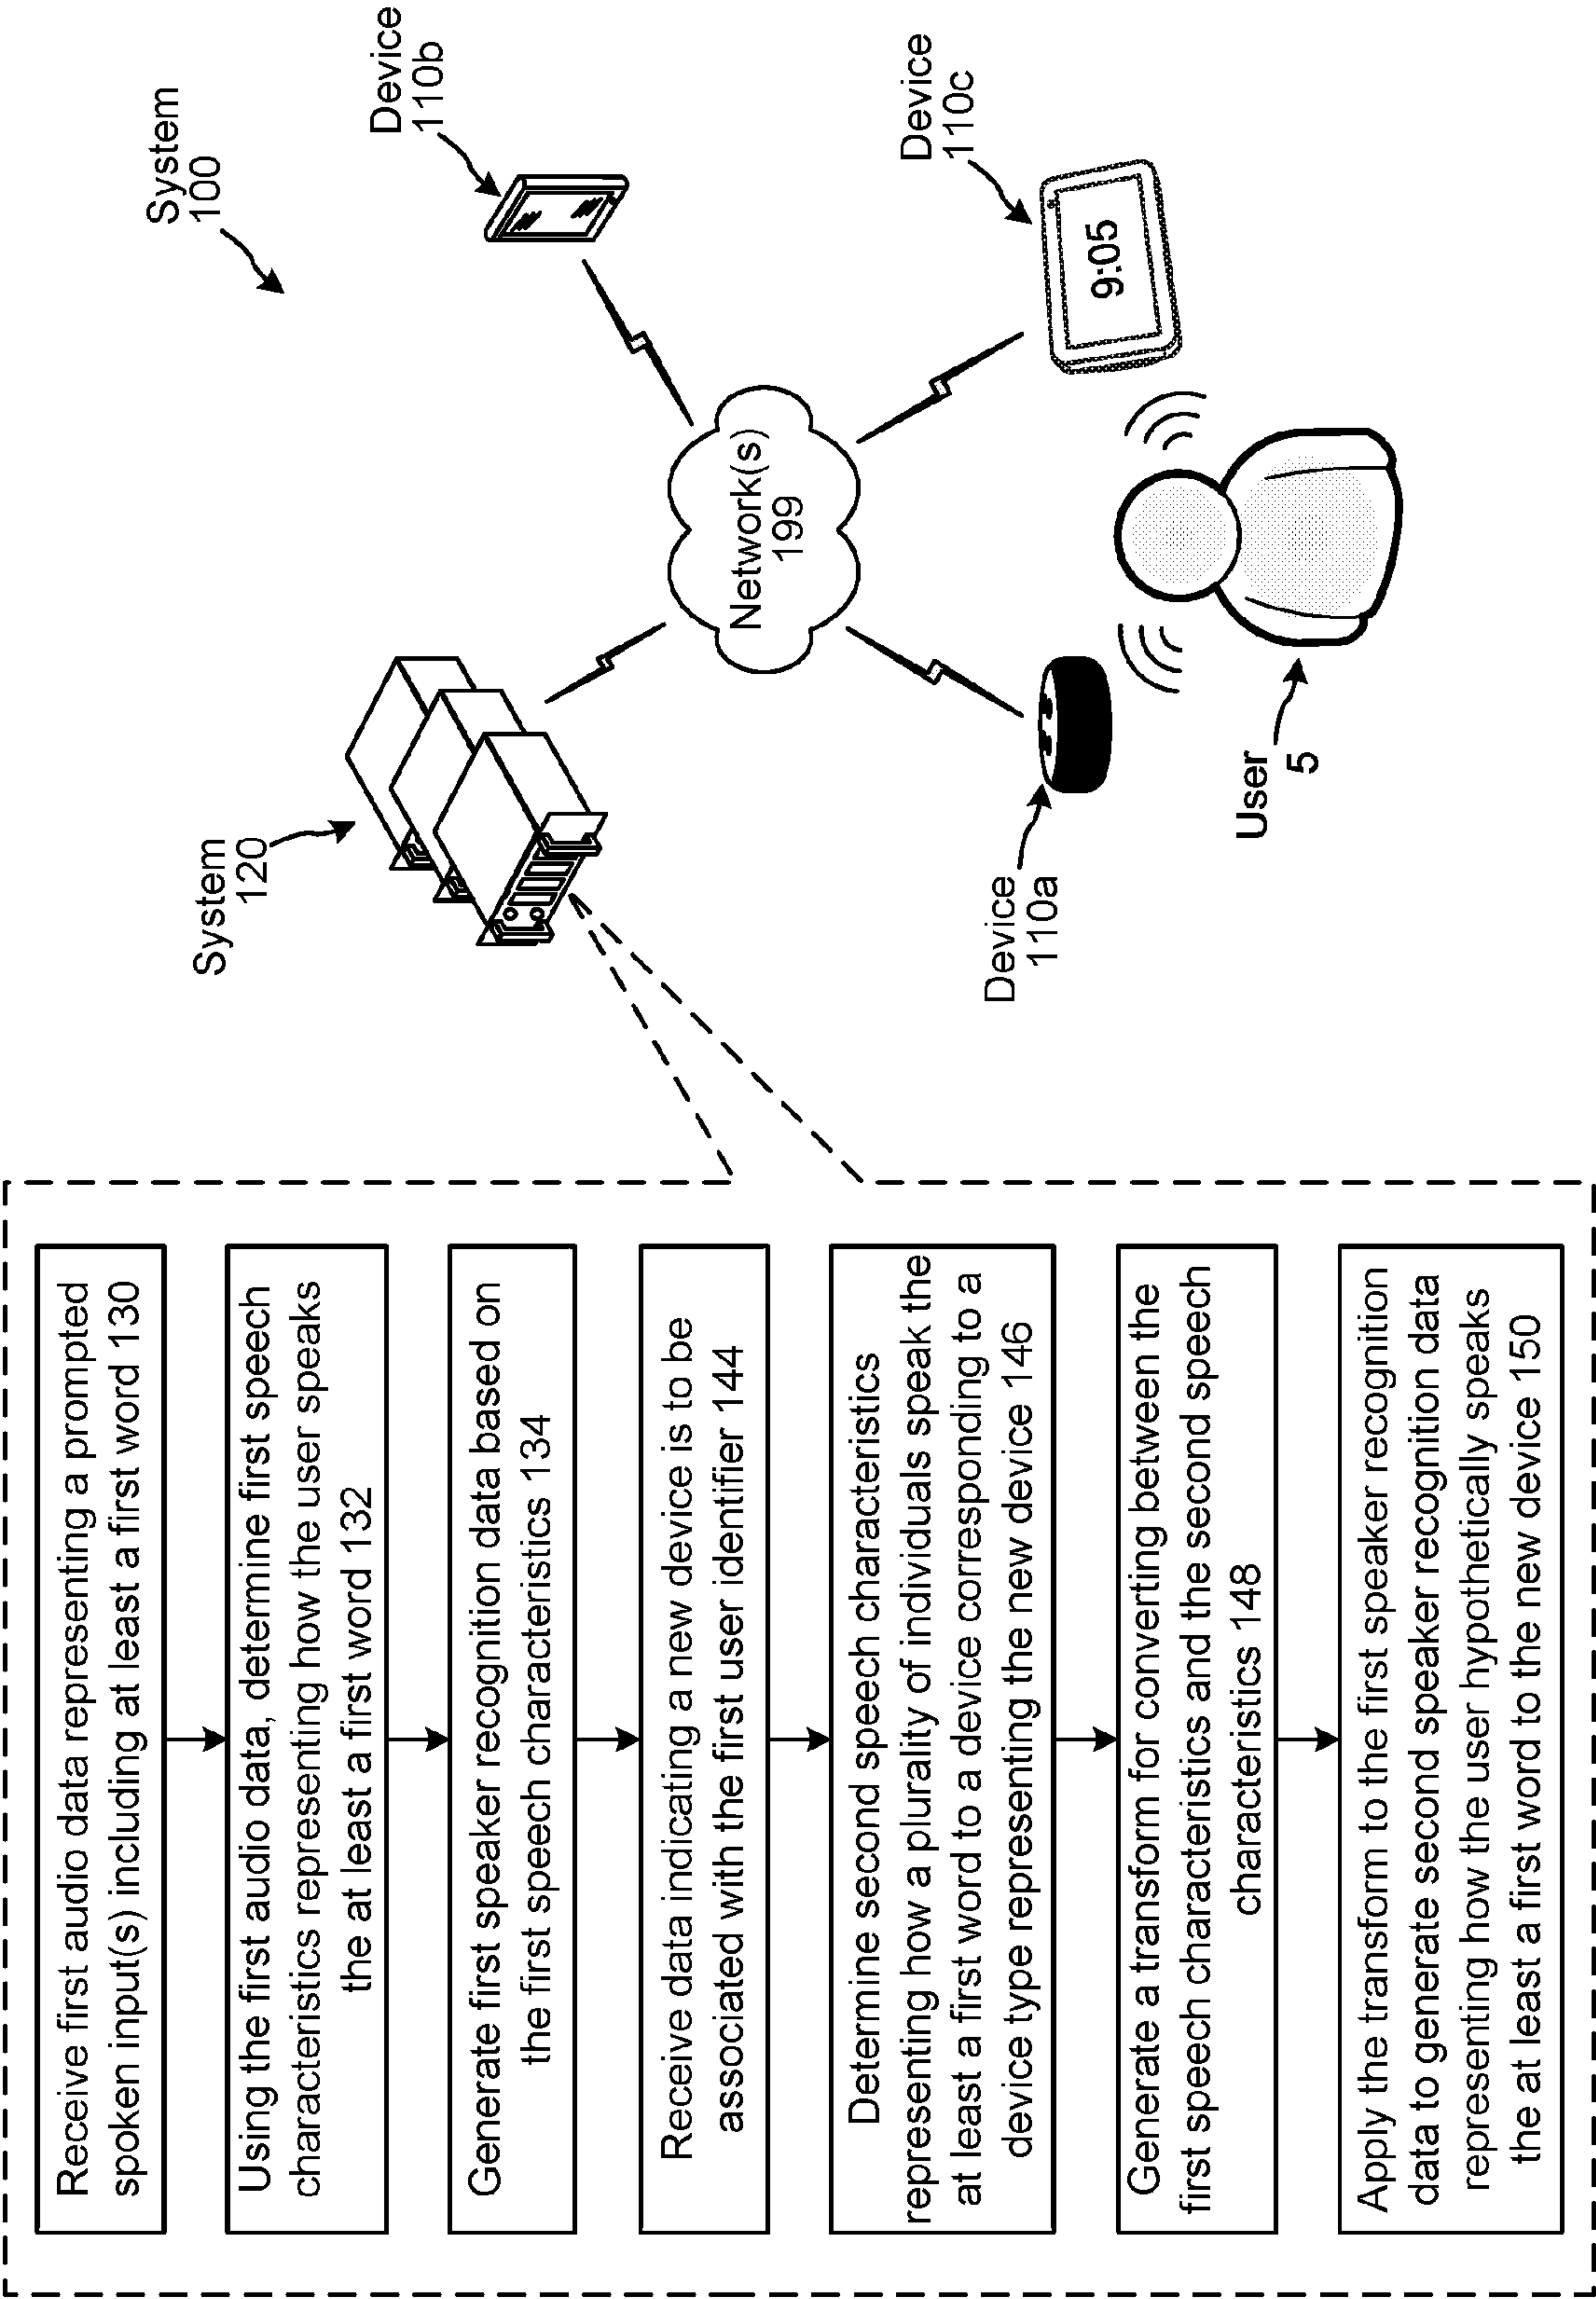 Receive first audio data representing a prompted
spoken input(s) including at least a first word 130
Using the first audio data, determine first speech
characteristics representing how the user speaks
the at least a first word 132
Generate first speaker recognition data based on
the first speech characteristics 134
Receive data indicating a new device is to be
associated with the first user identifier 144
Determine second speech characteristics
representing how a plurality of individuals speak the
at least a first word to a device corresponding to a
device type representing the new device 146
Generate a transform for converting between the
first speech characteristics and the second speech
characteristics 148
Apply the transform to the first speaker recognition
data to generate second speaker recognition data
representing how the user hypothetically speaks
the at least a first word to the new device 150
System
100
System
120
Device
110b
Network(s)
199
Device
110c
9:05
Device
110a
User
5